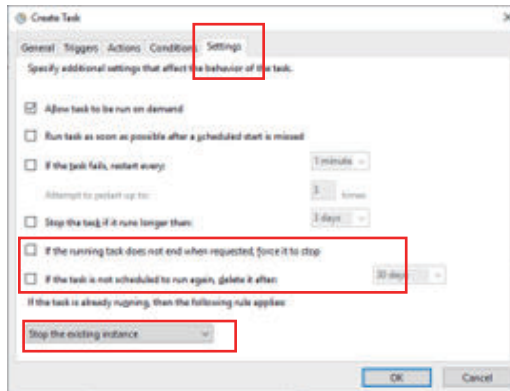 Create Task
General Triggers Actions Conditions Settings
Specify additional settings that affect the behavior of the task.
Allow task to be run on demand
Run task as soon as possible after a scheduled start is missed
If the task fails, restart every: 1 minute
Attempt to restart up to: 3 times
Stop the task if it runs longer than: 3 days
If the running task does not end when requested, force it to stop
If the task is not scheduled to run again, delete it after: 30 days
If the task is already running, then the following rule applies:
Stop the existing instance
OK Cancel